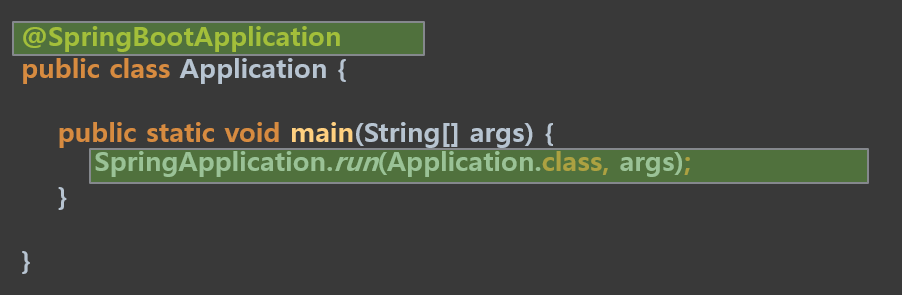 @SpringBootApplication
public class Application {
public static void main(String[] args) {
SpringApplication.run(Application.class, args);
}
}